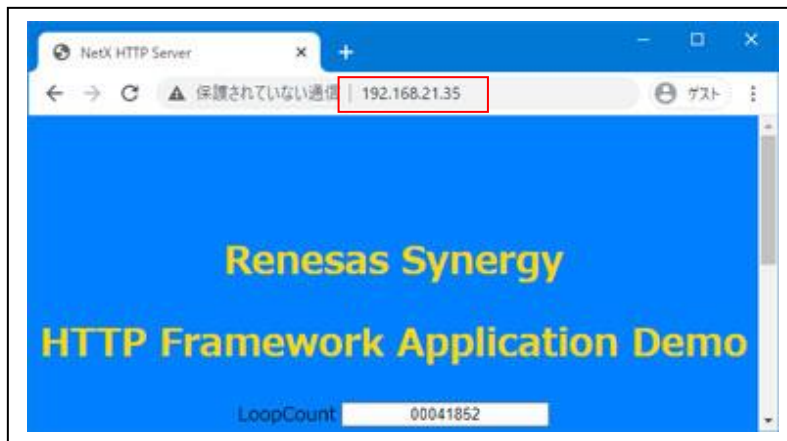 NetX HTTP Server
保護されていない通信 | 192.168.21.35
ゲスト
Renesas Synergy
HTTP Framework Application Demo
LoopCount 00041852